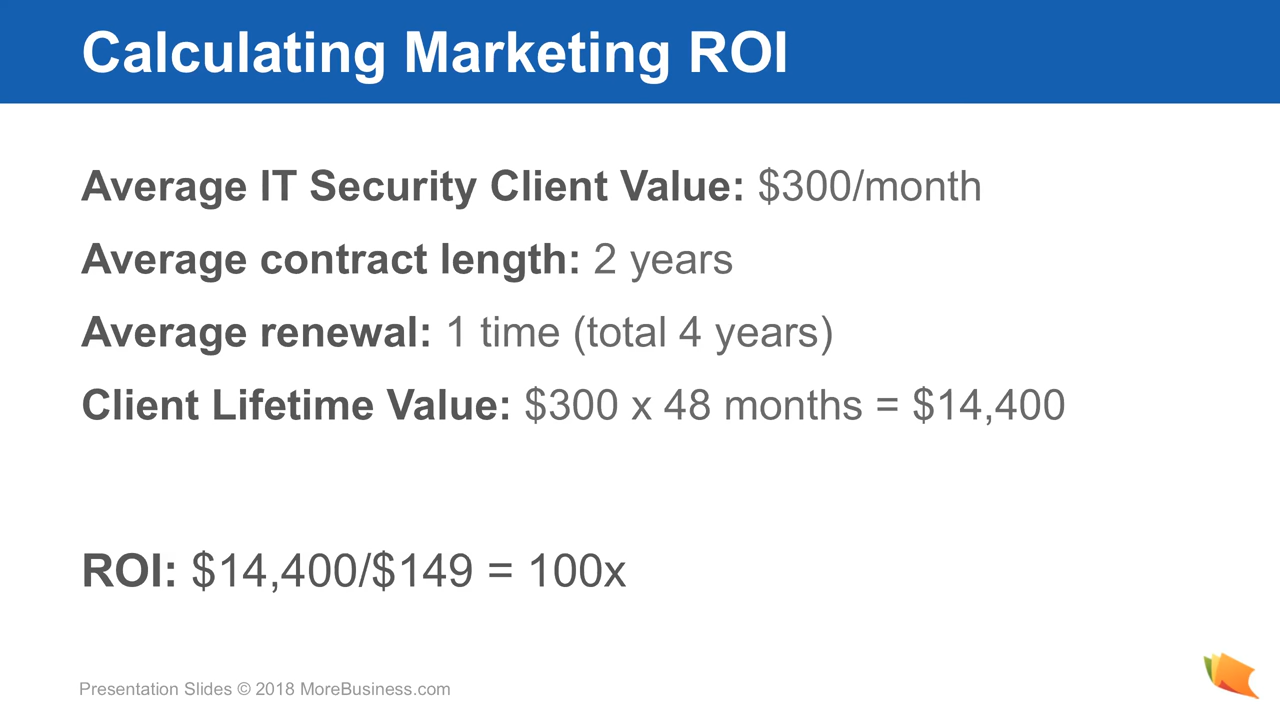 Calculating Marketing ROI
Average IT Security Client Value: $300/month
Average contract length: 2 years
Average renewal: 1 time (total 4 years)
Client Lifetime Value: $300 x 48 months = $14,400
ROI: $14,400/$149 = 100x
Presentation Slides © 2018 MoreBusiness.com